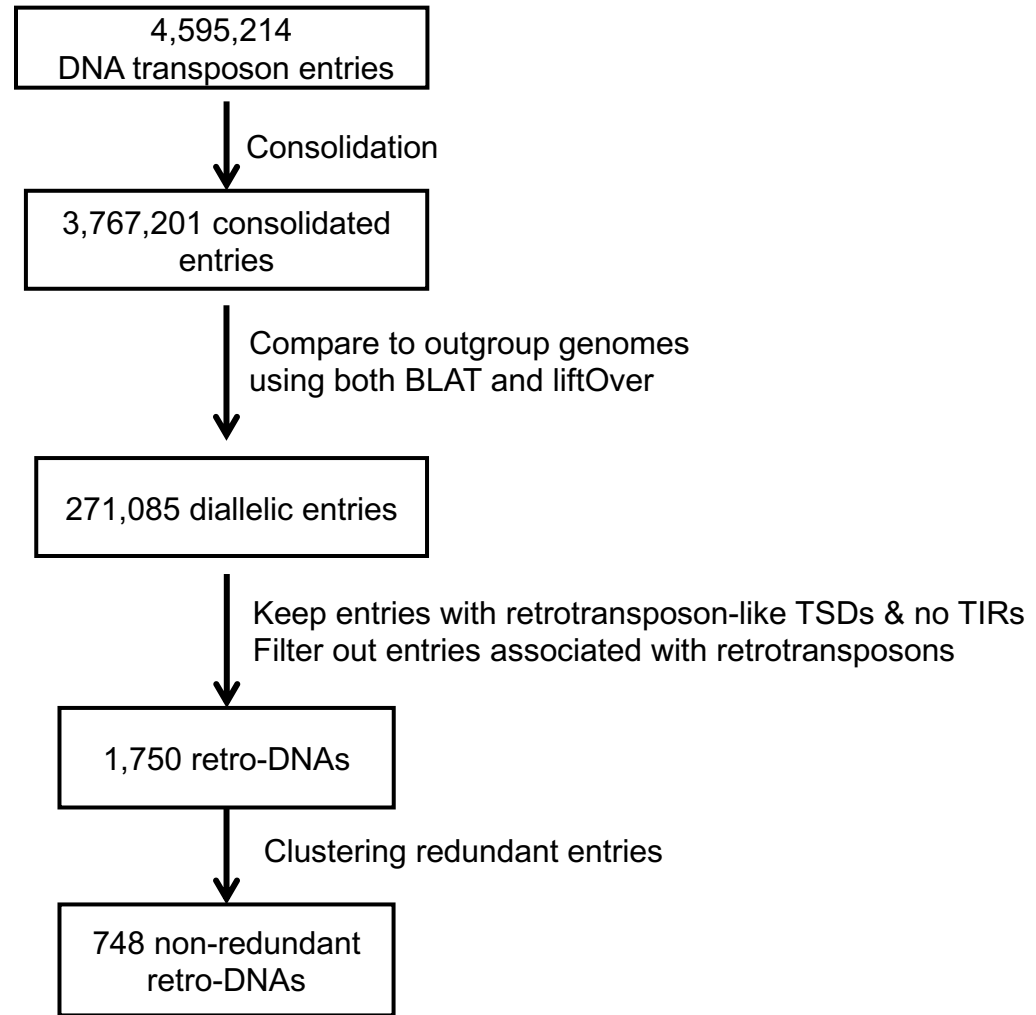 4,595,214
DNA transposon entries
Consolidation
3,767,201 consolidated
entries
Compare to outgroup genomes
using both BLAT and liftOver
271,085 diallelic entries
Keep entries with retrotransposon-like TSDs & no TIRs
Filter out entries associated with retrotransposons
1,750 retro-DNAs
Clustering redundant entries
748 non-redundant
retro-DNAs